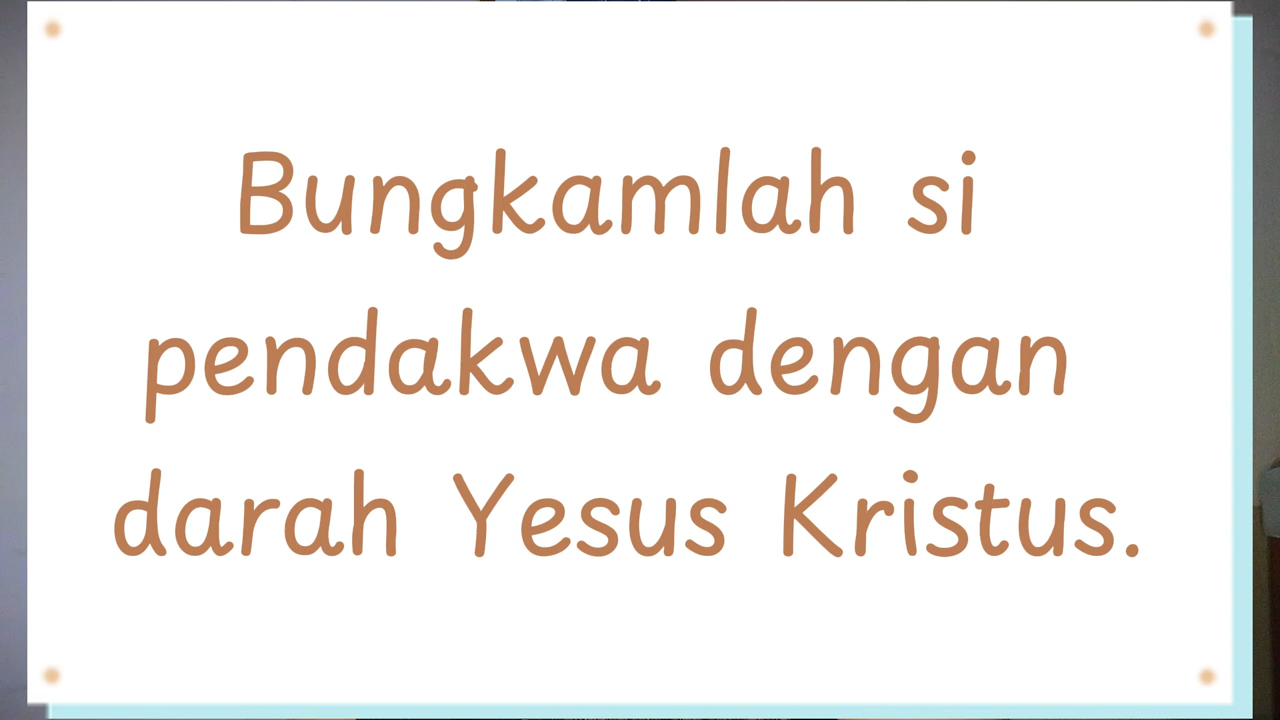 Bungkamlah si
pendakwa dengan
darah Yesus Kristus.